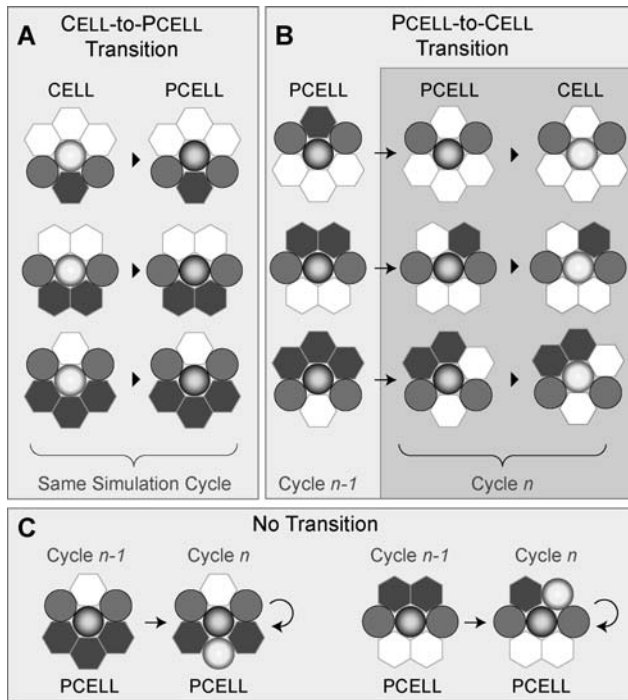 A
CELL-to-PCELL
Transition
CELL PCELL
Same Simulation Cycle
B
PCELL-to-CELL
Transition
PCELL PCELL CELL
Cycle n-1 Cycle n
C
No Transition
Cycle n-1 Cycle n Cycle n-1 Cycle n
PCELL PCELL PCELL PCELL